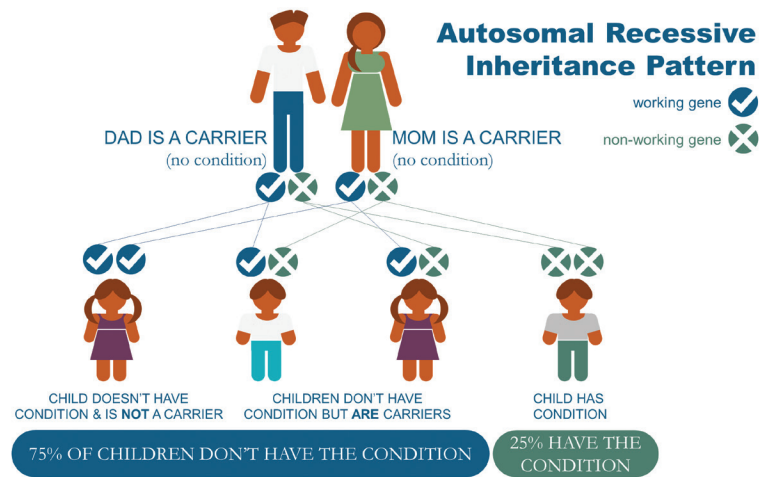 Autosomal Recessive
Inheritance Pattern
working gene
non-working gene
DAD IS A CARRIER
(no condition)
MOM IS A CARRIER
(no condition)
CHILD DOESN'T HAVE
CONDITION & IS NOT A CARRIER
CHILDREN DON'T HAVE
CONDITION BUT ARE CARRIERS
CHILD HAS
CONDITION
75% OF CHILDREN DON'T HAVE THE CONDITION
25% HAVE THE
CONDITION